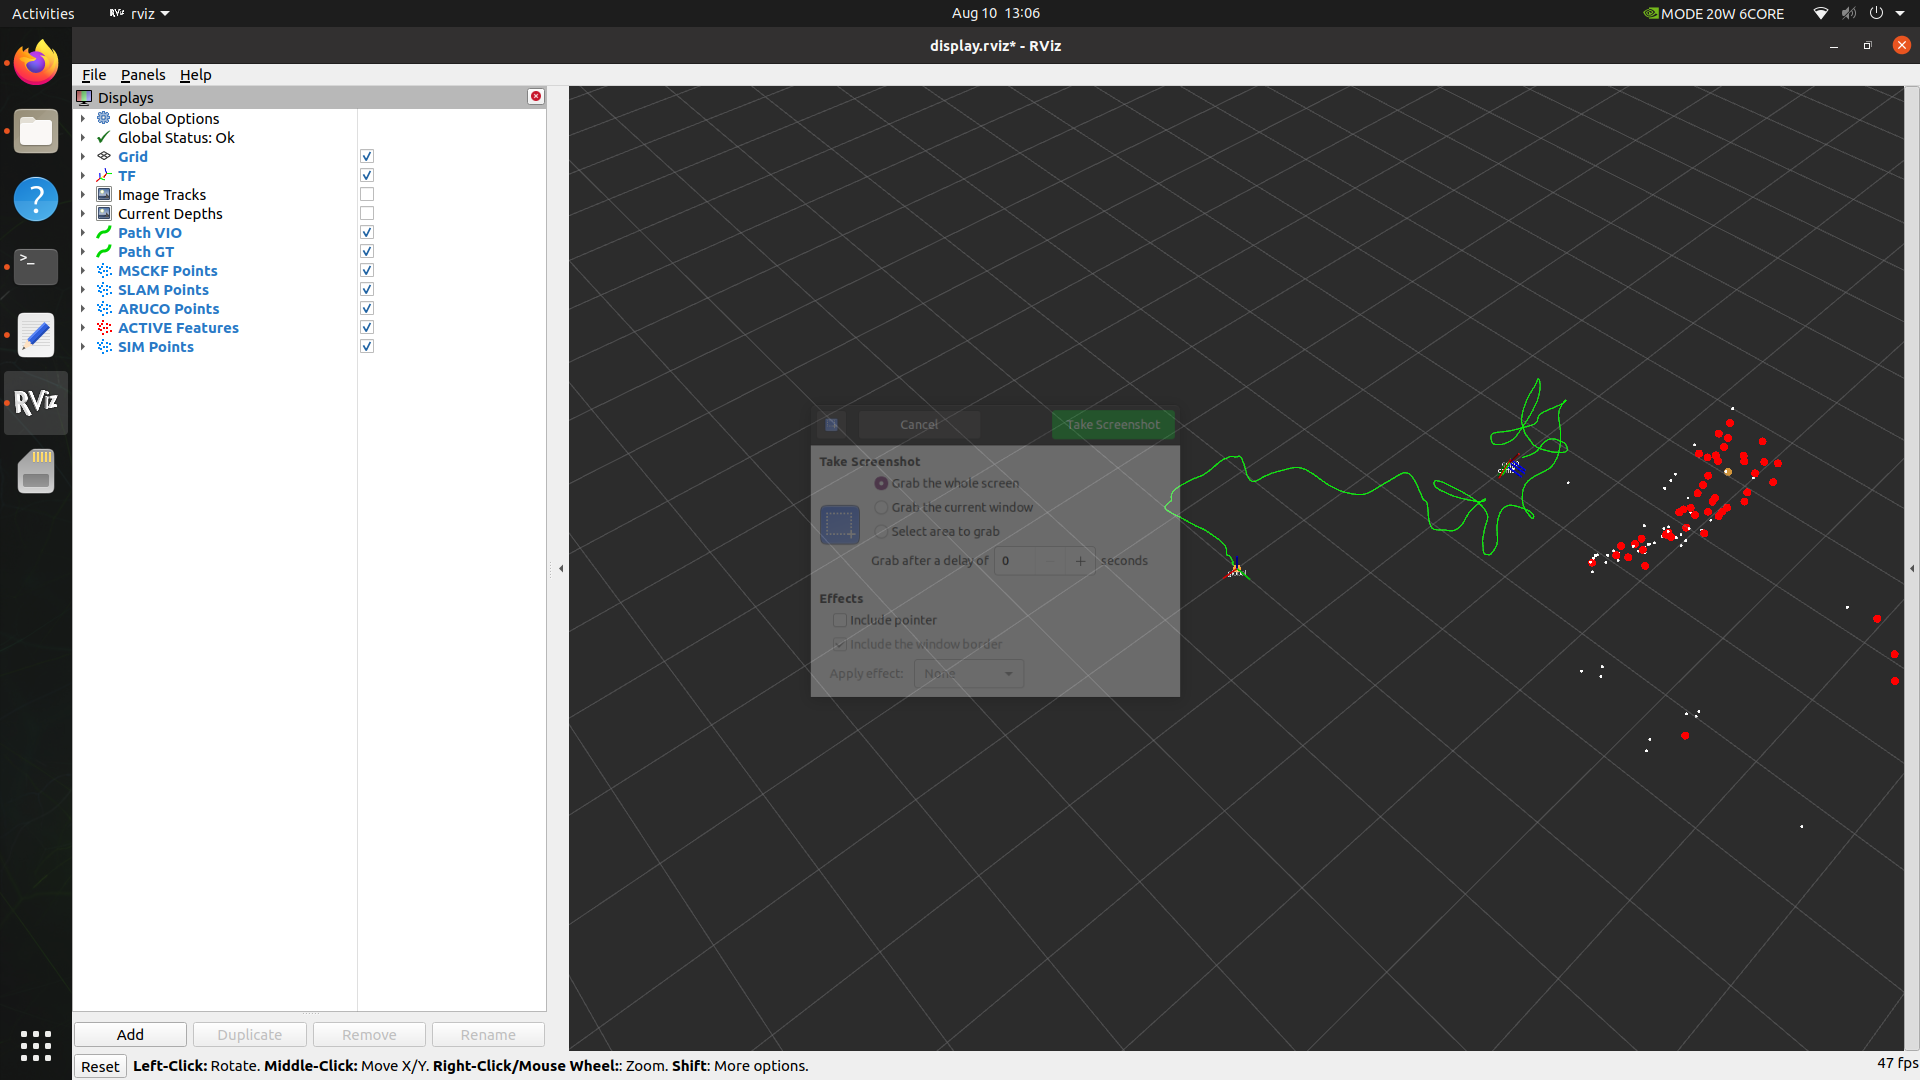 Activities
RViz rviz
Aug 10 13:06
MODE 20W 6CORE
display.rviz* - RViz
File Panels Help
Displays
Global Options
Global Status: Ok
Grid
TF
Image Tracks
Current Depths
Path VIO
Path GT
MSCKF Points
SLAM Points
ARUCO Points
ACTIVE Features
SIM Points
RViz
Cancel
Take Screenshot
Take Screenshot
Grab the whole screen
Grab the current window
Select area to grab
Grab after a delay of 0 − + seconds
Effects
Include pointer
Include the window border
Apply effect: None
Add Duplicate Remove Rename
Reset Left-Click: Rotate. Middle-Click: Move X/Y. Right-Click/Mouse Wheel:: Zoom. Shift: More options.
47 fps